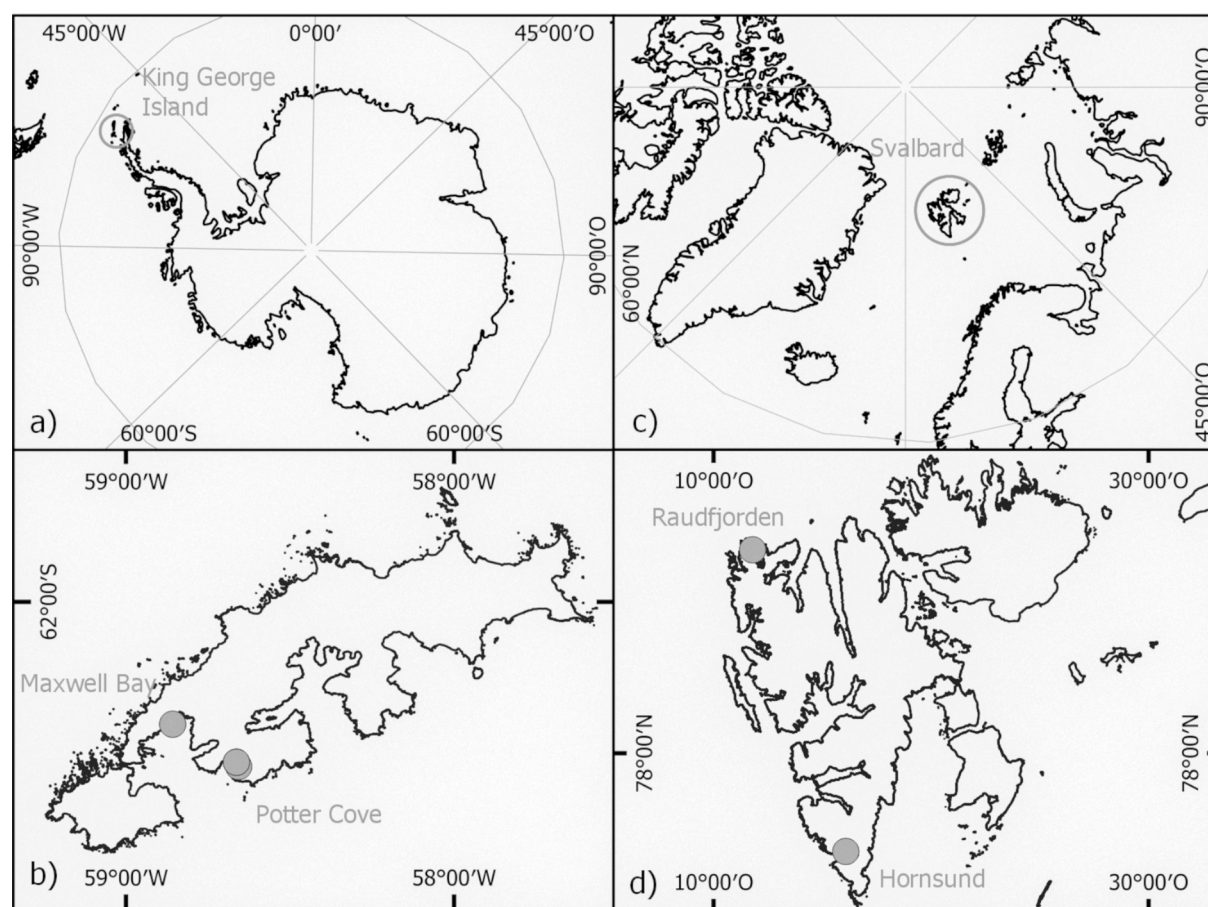 45°00'W
0°00'
45°00'O
King George
Island
90°00'W
90°00'O
a)
60°00'S
60°00'S
90°00'O
Svalbard
60°00'N
45°00'O
c)
59°00'W
58°00'W
62°00'S
Maxwell Bay
Potter Cove
b)
59°00'W
58°00'W
10°00'O
30°00'O
Raudfjorden
78°00'N
78°00'N
d)
10°00'O
Hornsund
30°00'O